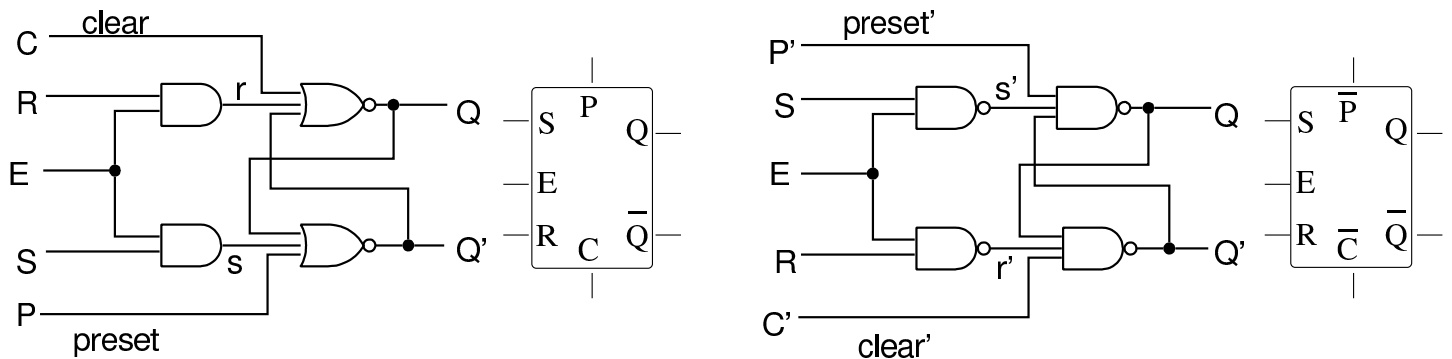 clear
C
R
r
Q
E
S
s
Q'
P
preset
P
S
Q
E
R
C
Q̅
preset'
P'
S
s'
Q
E
R
r'
Q'
C'
clear'
P̅
S
Q
E
R
C̅
Q̅